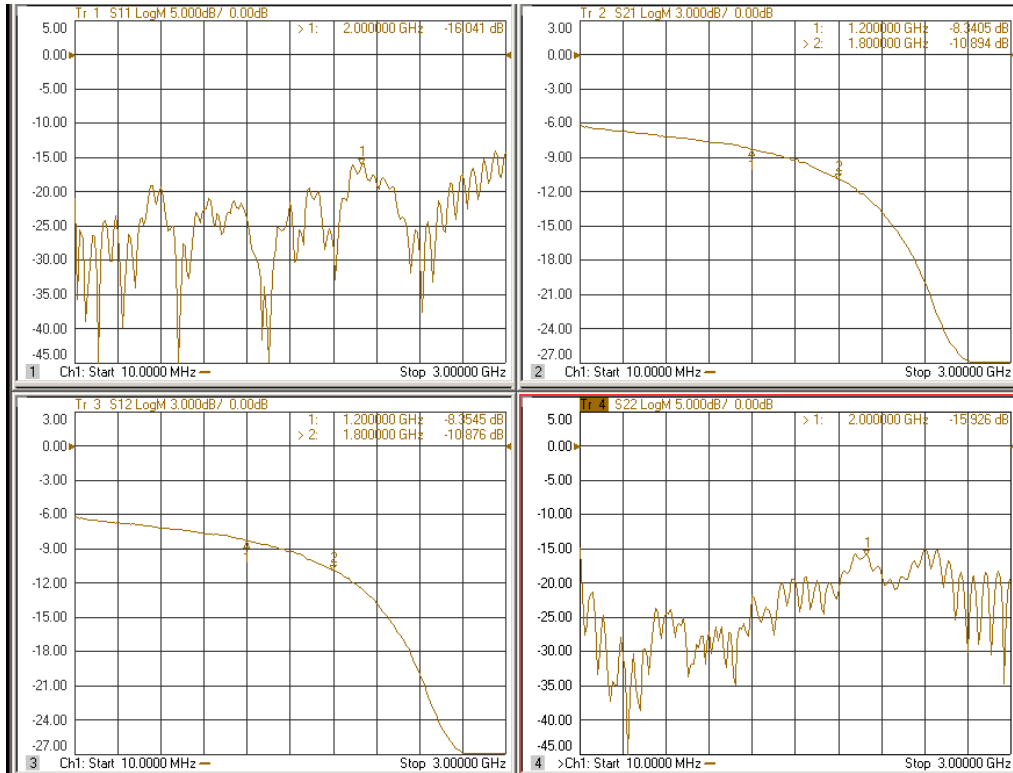 Tr 1 S11 LogM 5.000dB/ 0.00dB
5.00
0.00
-5.00
-10.00
-15.00
-20.00
-25.00
-30.00
-35.00
-40.00
-45.00
> 1: 2.000000 GHz -16.041 dB
1
1 Ch1: Start 10.0000 MHz
Stop 3.00000 GHz
Tr 2 S21 LogM 3.000dB/ 0.00dB
3.00
0.00
-3.00
-6.00
-9.00
-12.00
-15.00
-18.00
-21.00
-24.00
-27.00
1: 1.200000 GHz -8.3405 dB
> 2: 1.800000 GHz -10.894 dB
1
2
2 Ch1: Start 10.0000 MHz
Stop 3.00000 GHz
Tr 3 S12 LogM 3.000dB/ 0.00dB
3.00
0.00
-3.00
-6.00
-9.00
-12.00
-15.00
-18.00
-21.00
-24.00
-27.00
1: 1.200000 GHz -8.3545 dB
> 2: 1.800000 GHz -10.876 dB
1
2
3 Ch1: Start 10.0000 MHz
Stop 3.00000 GHz
Tr 4 S22 LogM 5.000dB/ 0.00dB
5.00
0.00
-5.00
-10.00
-15.00
-20.00
-25.00
-30.00
-35.00
-40.00
-45.00
> 1: 2.000000 GHz -15.926 dB
1
4 >Ch1: Start 10.0000 MHz
Stop 3.00000 GHz